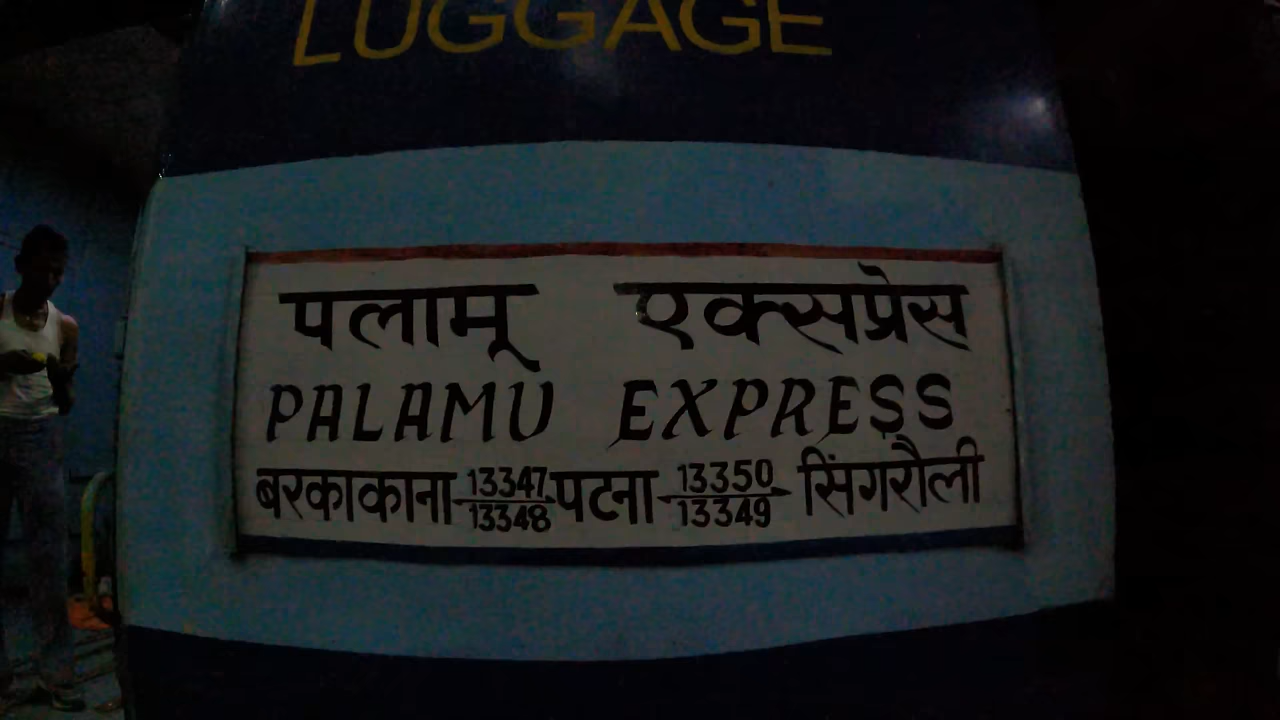 LUGGAGE
पलामू एक्सप्रेस
PALAMU EXPRESS
बरकाकाना 13347/13348 पटना 13350/13349 सिंगरौली